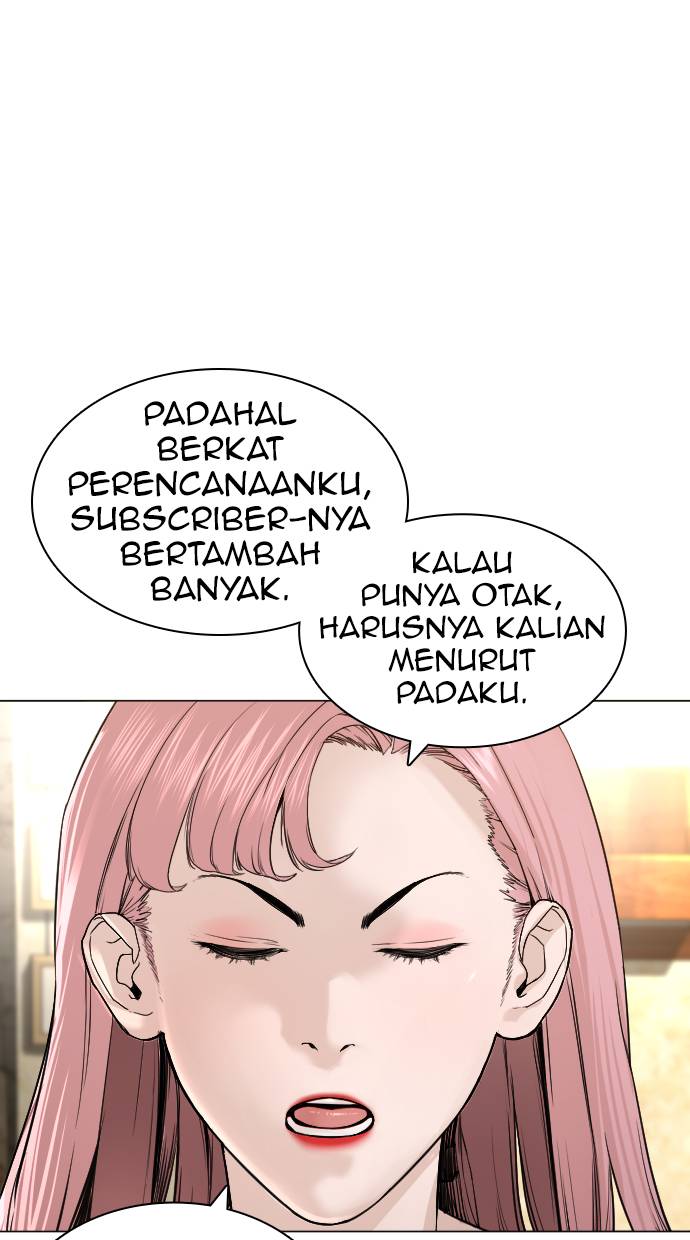 PADAHAL
BERKAT
PERENCANAANKU,
SUBSCRIBER-NYA
BERTAMBAH
BANYAK.
KALAU
PUNYA OTAK,
HARUSNYA KALIAN
MENURUT
PADAKU.